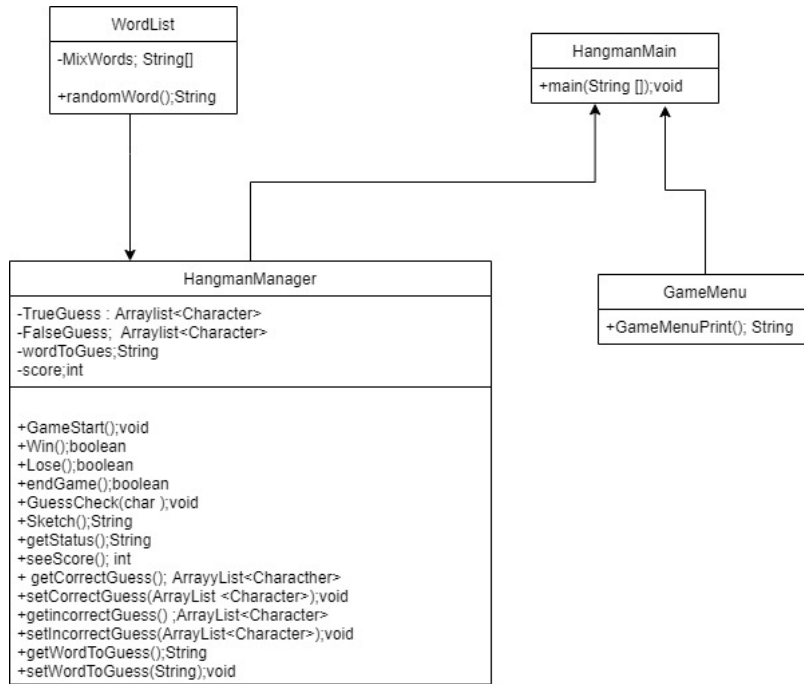 WordList
-MixWords; String[]
+randomWord();String
HangmanMain
+main(String []);void
HangmanManager
-TrueGuess : Arraylist<Character>
-FalseGuess;  Arraylist<Character>
-wordToGues;String
-score;int
+GameStart();void
+Win();boolean
+Lose();boolean
+endGame();boolean
+GuessCheck(char );void
+Sketch();String
+getStatus();String
+seeScore(); int
+ getCorrectGuess(); ArrayyList<Characther>
+setCorrectGuess(ArrayList <Character>);void
+getincorrectGuess() ;ArrayList<Character>
+setIncorrectGuess(ArrayList<Character>);void
+getWordToGuess();String
+setWordToGuess(String);void
GameMenu
+GameMenuPrint(); String